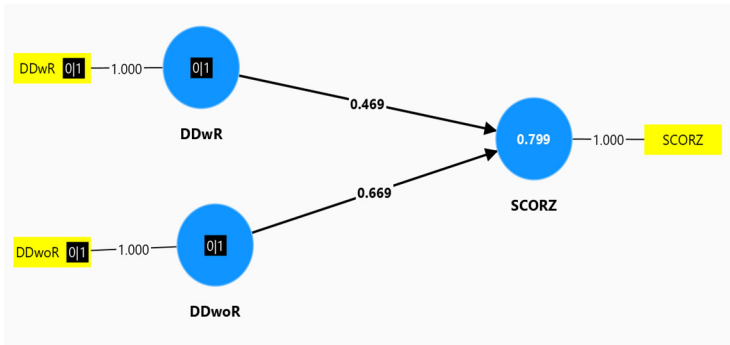 DDwR 0|1
1.000
0|1
DDwR
0.469
0.799
SCORZ
1.000
SCORZ
0.669
DDwoR 0|1
1.000
0|1
DDwoR